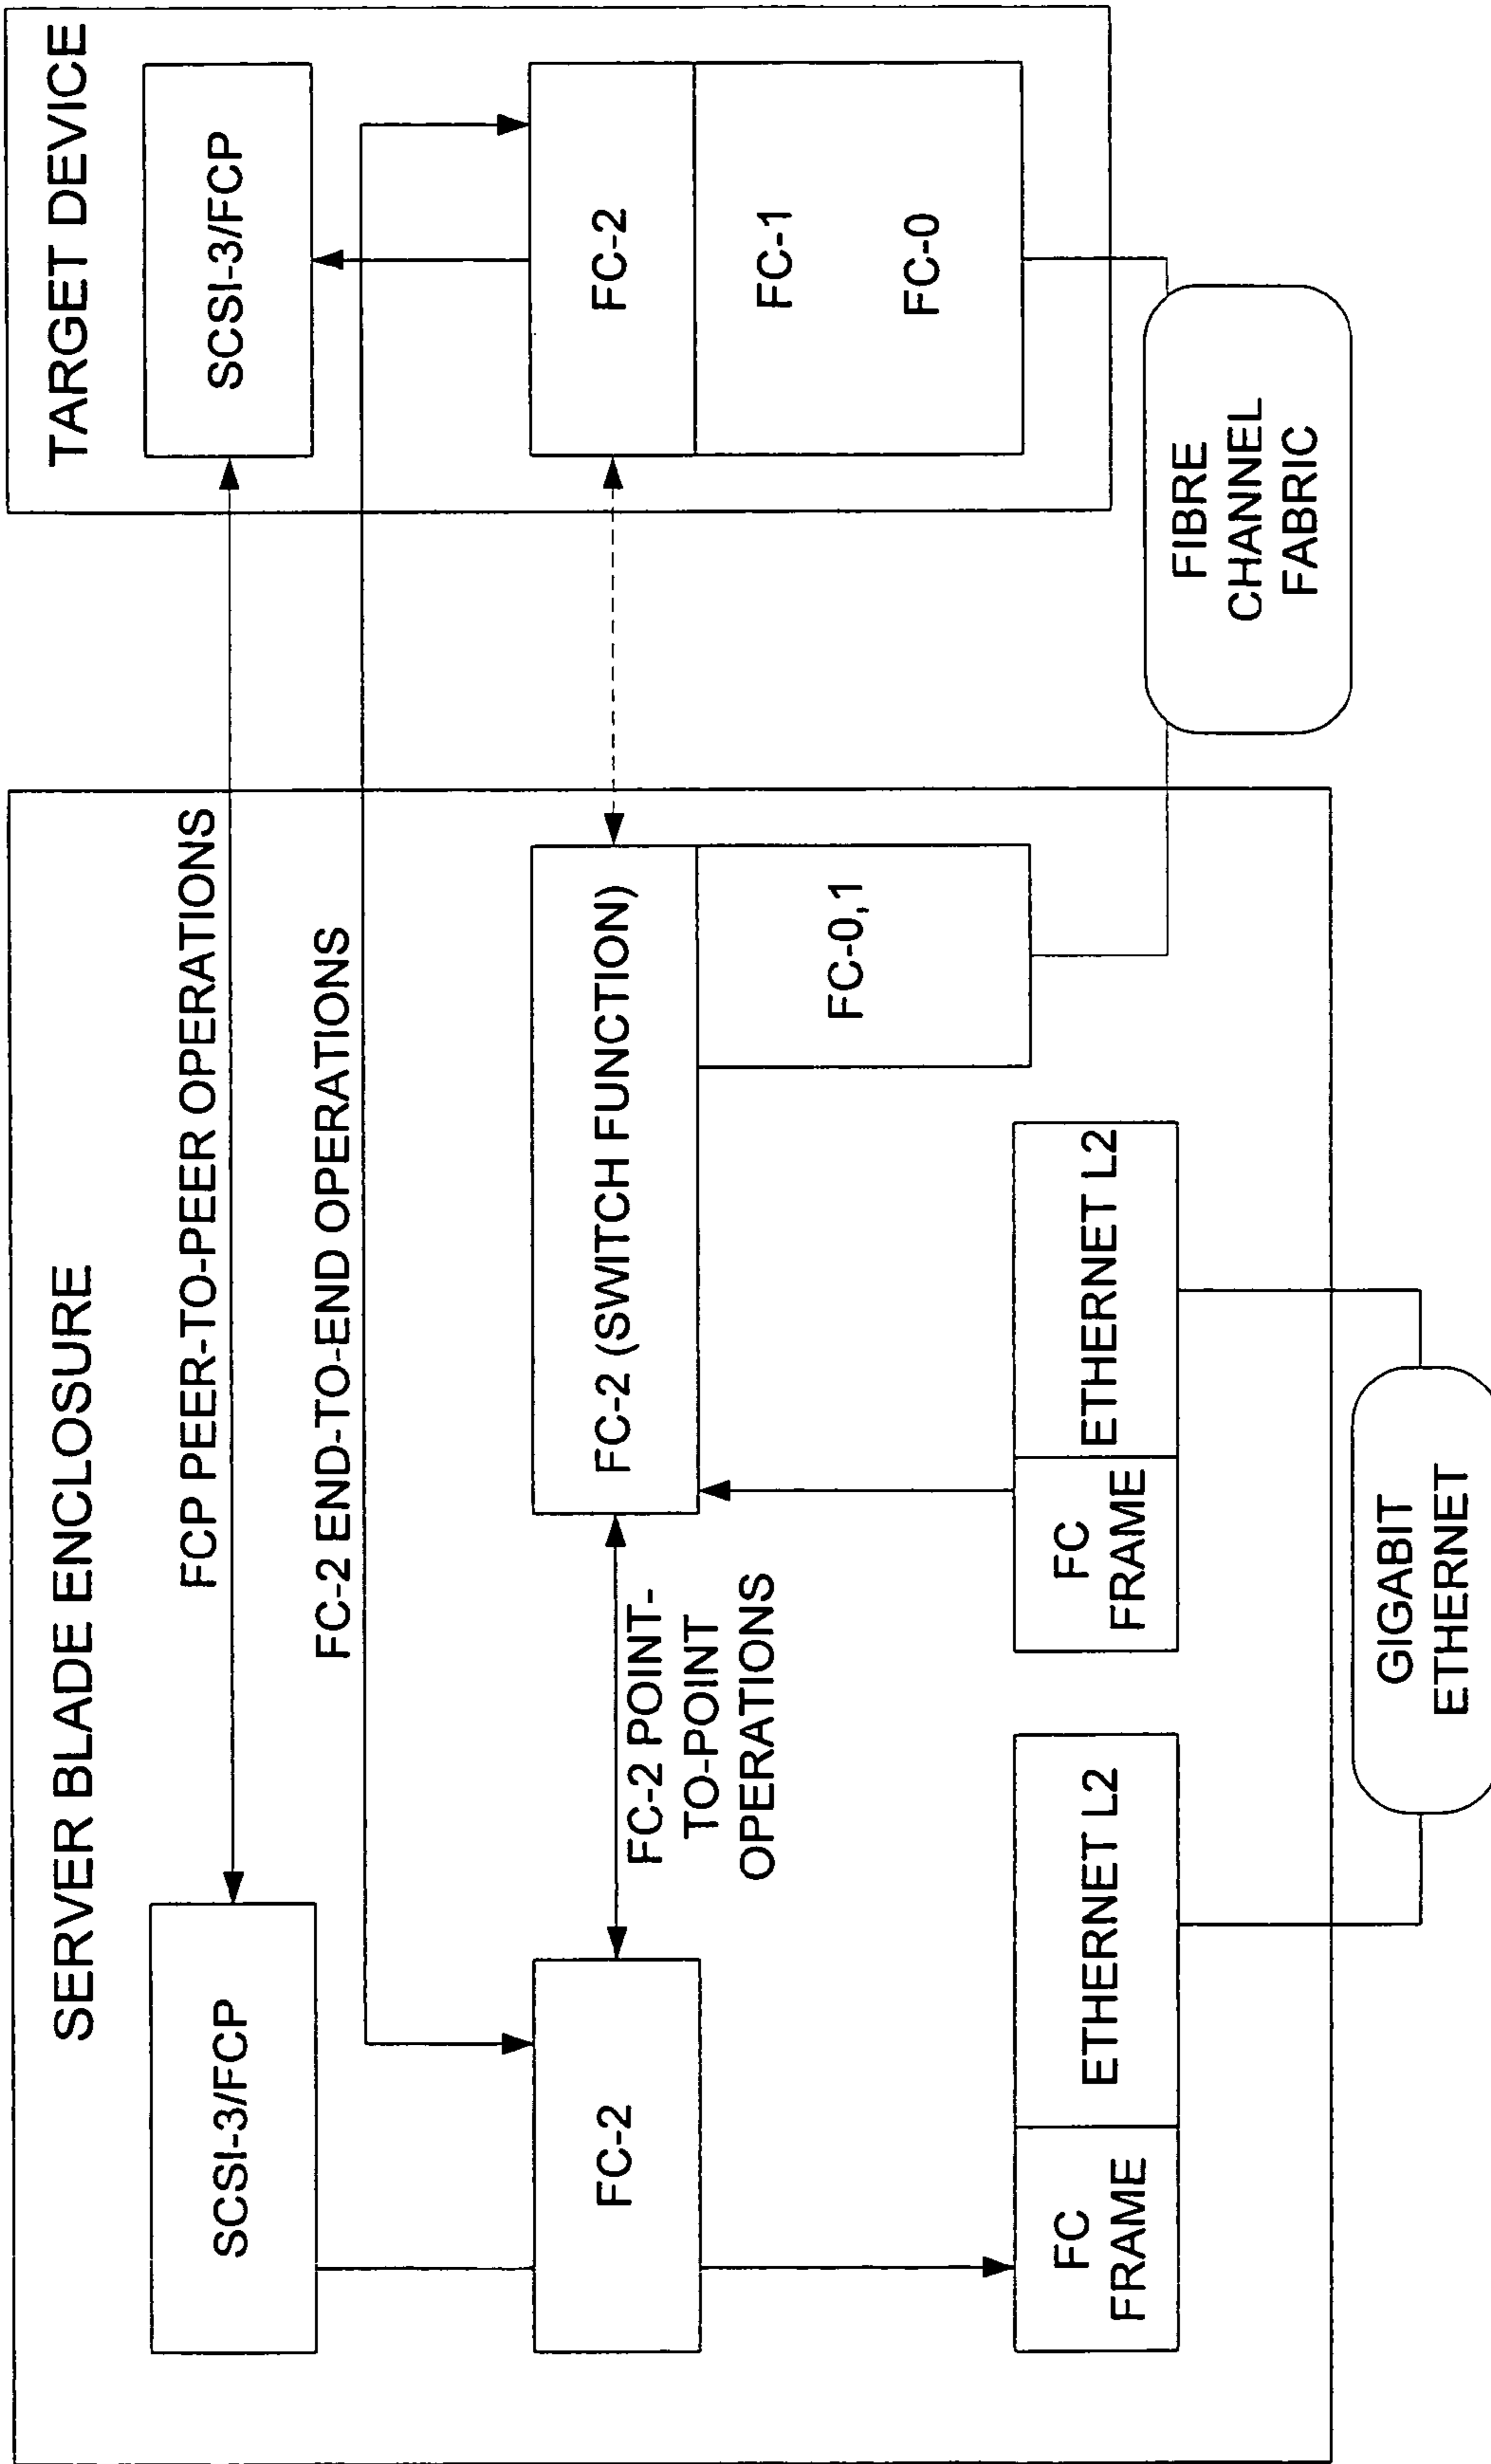 SERVER BLADE ENCLOSURE
TARGET DEVICE
SCSI-3/FCP
FCP PEER-TO-PEER OPERATIONS
SCSI-3/FCP
FC-2 END-TO-END OPERATIONS
FC-2
FC-2 POINT-
TO-POINT
OPERATIONS
FC-2 (SWITCH FUNCTION)
FC-2
FC-0,1
FC-1
FC-0
FC
FRAME
ETHERNET L2
FC
FRAME
ETHERNET L2
FIBRE
CHANNEL
FABRIC
GIGABIT
ETHERNET